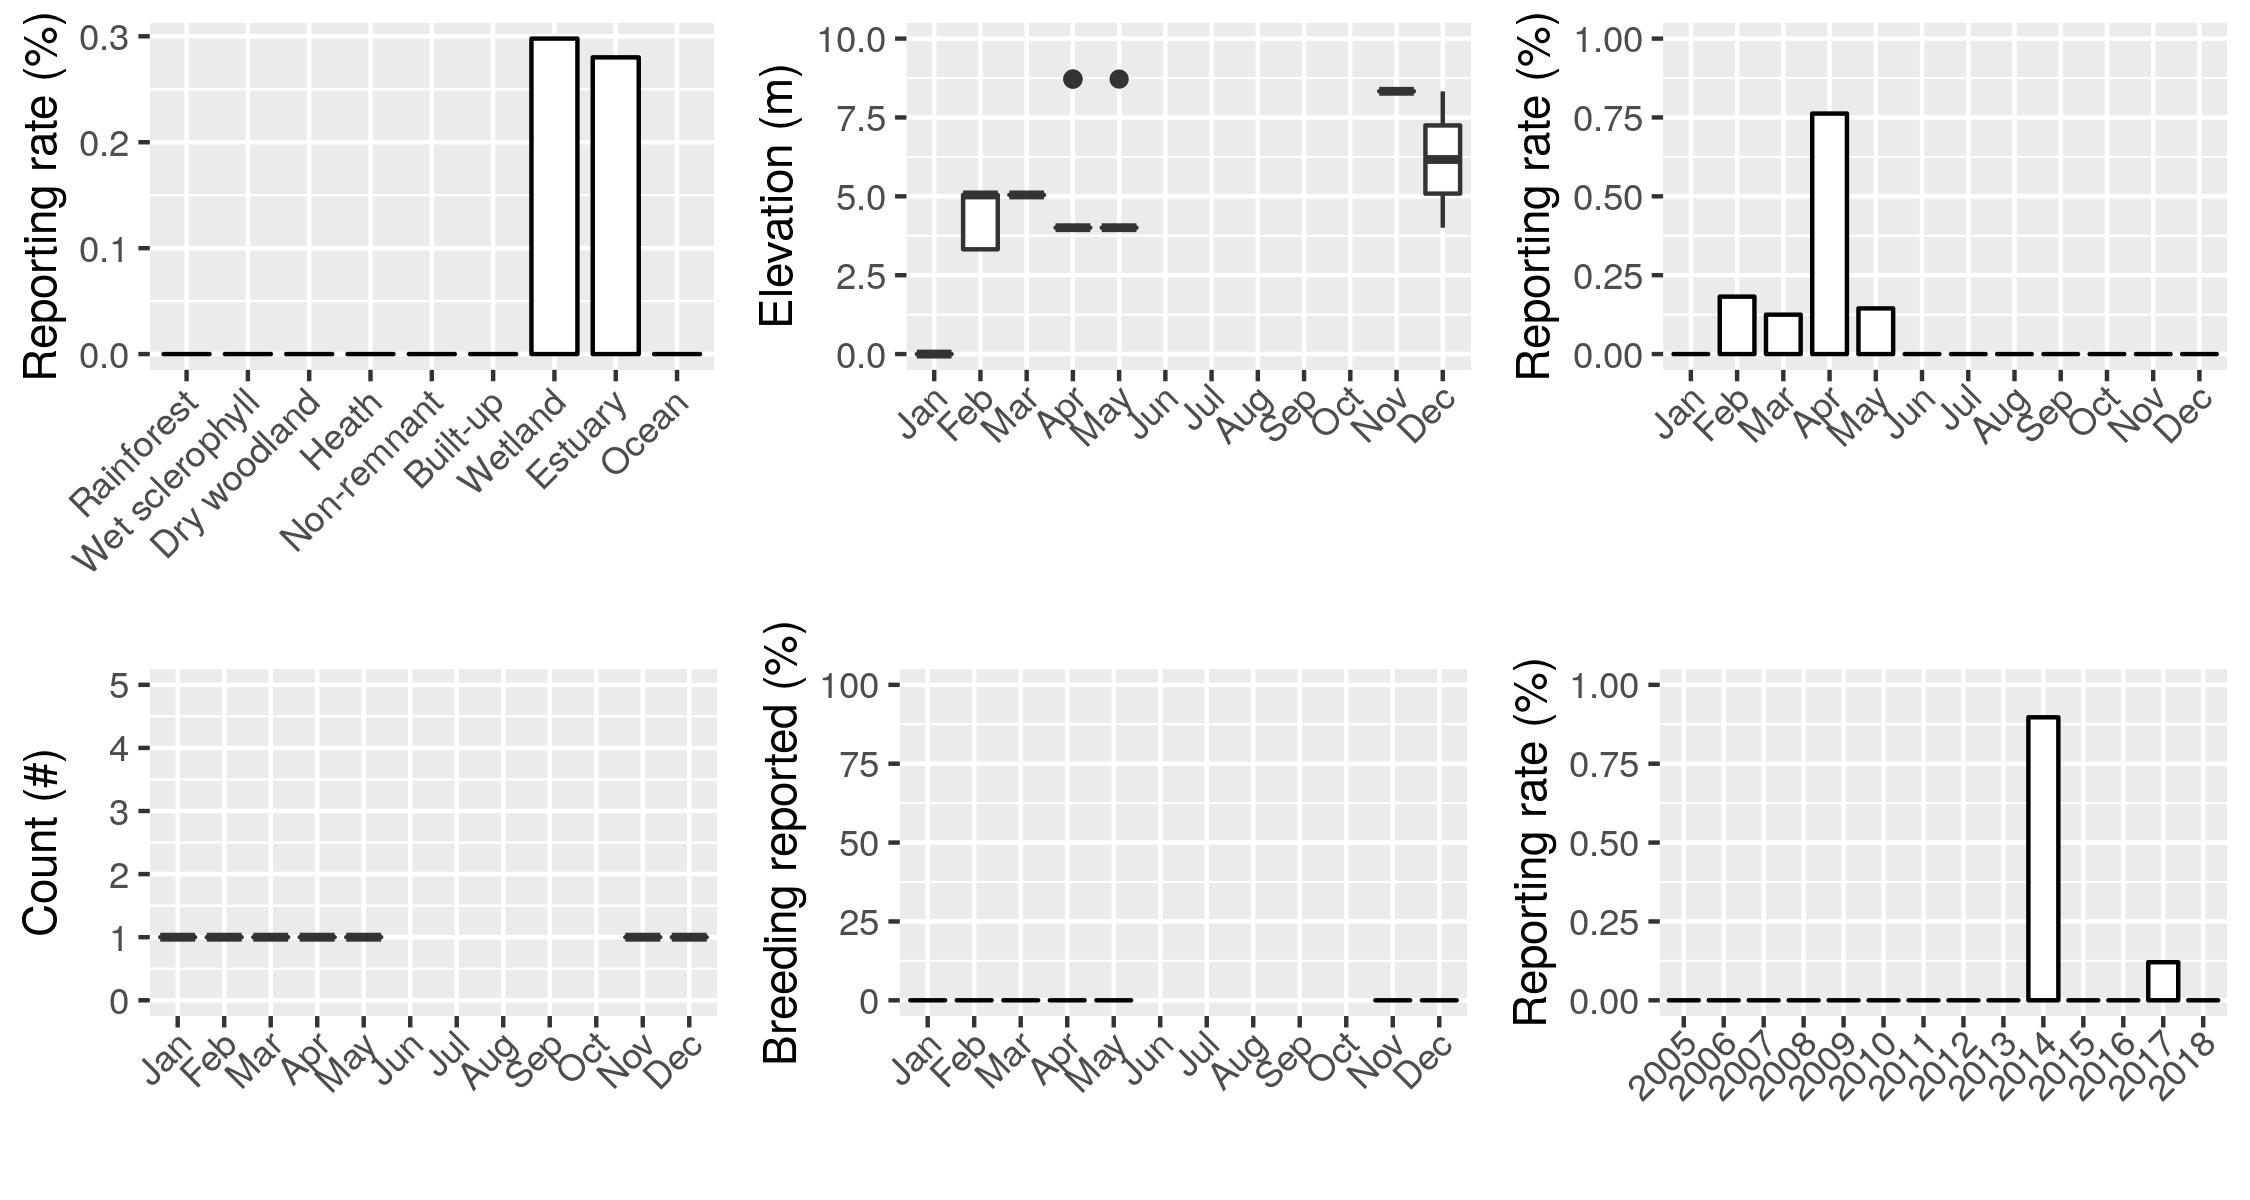 Reporting rate (%)
0.3
0.2
0.1
0.0
Rainforest
Wet sclerophyll
Dry woodland
Heath
Non-remnant
Built-up
Wetland
Estuary
Ocean
Elevation (m)
10.0
7.5
5.0
2.5
0.0
Jan
Feb
Mar
Apr
May
Jun
Jul
Aug
Sep
Oct
Nov
Dec
Reporting rate (%)
1.00
0.75
0.50
0.25
0.00
Jan
Feb
Mar
Apr
May
Jun
Jul
Aug
Sep
Oct
Nov
Dec
Count (#)
5
4
3
2
1
0
Jan
Feb
Mar
Apr
May
Jun
Jul
Aug
Sep
Oct
Nov
Dec
Breeding reported (%)
100
75
50
25
0
Jan
Feb
Mar
Apr
May
Jun
Jul
Aug
Sep
Oct
Nov
Dec
Reporting rate (%)
1.00
0.75
0.50
0.25
0.00
2005
2006
2007
2008
2009
2010
2011
2012
2013
2014
2015
2016
2017
2018